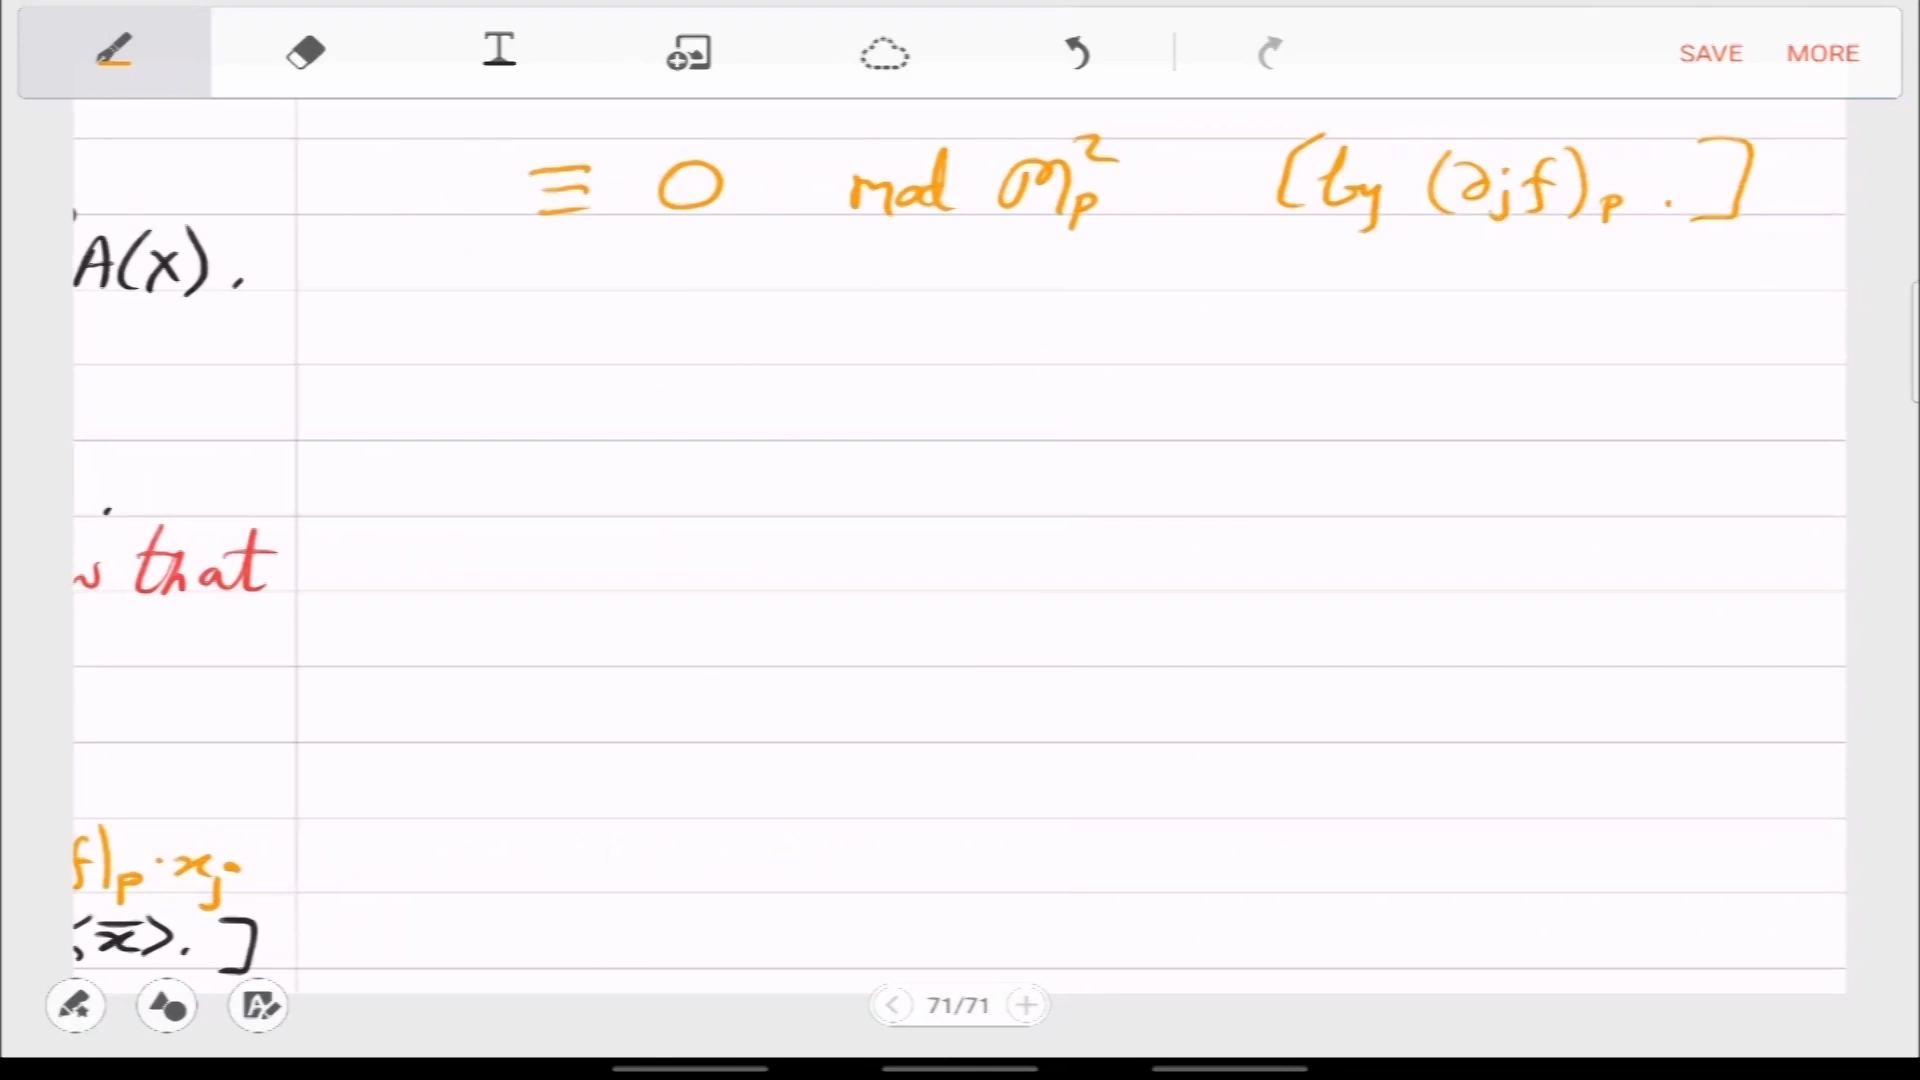 SAVE MORE
≡ 0 mod m_p^2 [by (∂_j f)_p . ]
A(X).
that
f)|_p · x_j
<x̄>. ]
71/71